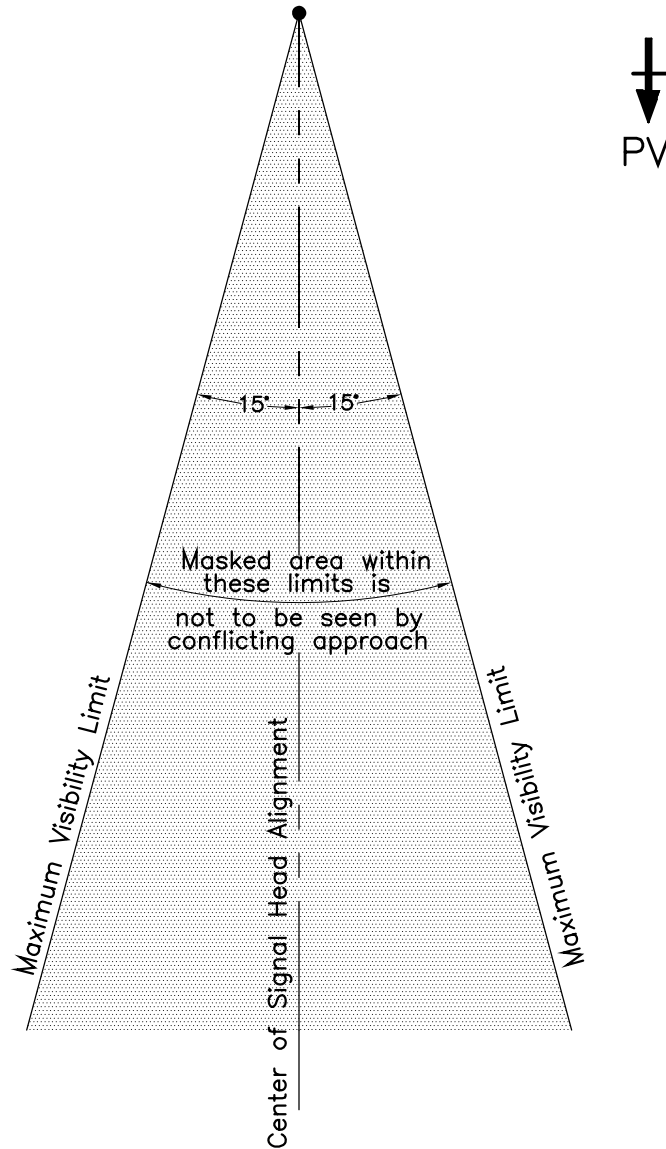 PV
15°
15°
Masked area within
these limits is
not to be seen by
conflicting approach
Maximum Visibility Limit
Maximum Visibility Limit
Center of Signal Head Alignment